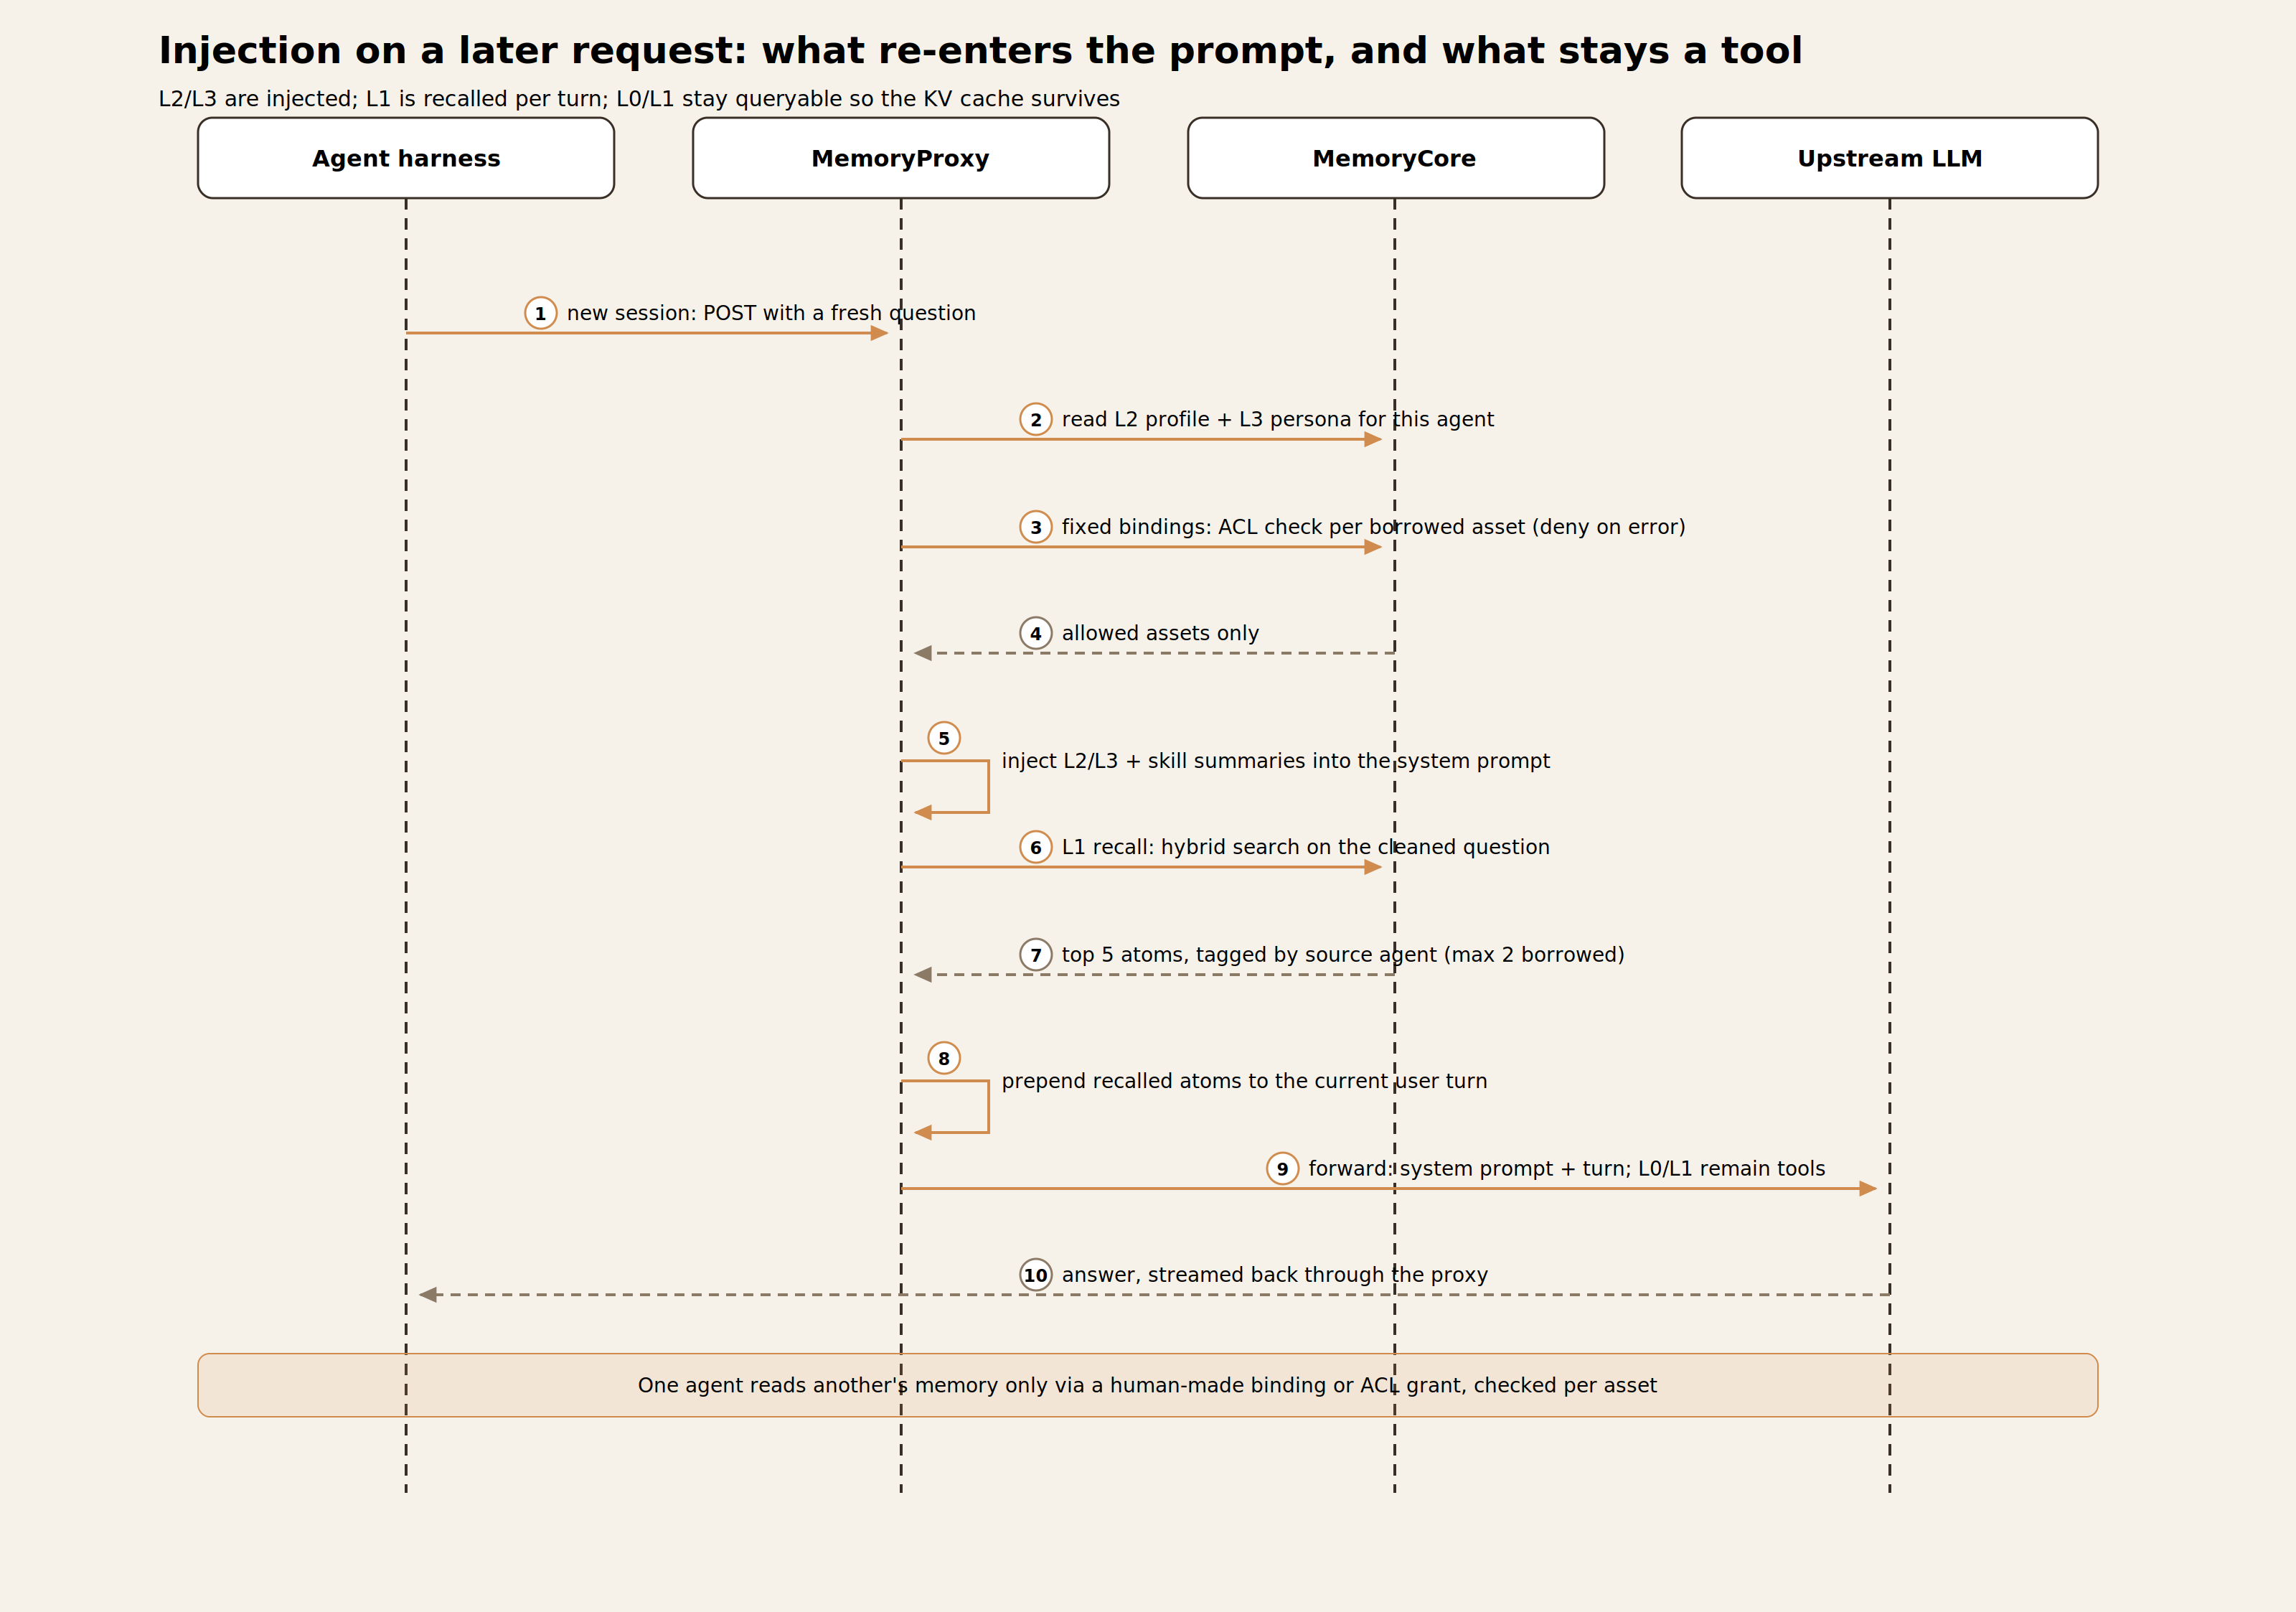 Injection on a later request: what re-enters the prompt, and what stays a tool
L2/L3 are injected; L1 is recalled per turn; L0/L1 stay queryable so the KV cache survives
Agent harness
MemoryProxy
MemoryCore
Upstream LLM
1 new session: POST with a fresh question
2 read L2 profile + L3 persona for this agent
3 fixed bindings: ACL check per borrowed asset (deny on error)
4 allowed assets only
5 inject L2/L3 + skill summaries into the system prompt
6 L1 recall: hybrid search on the cleaned question
7 top 5 atoms, tagged by source agent (max 2 borrowed)
8 prepend recalled atoms to the current user turn
9 forward: system prompt + turn; L0/L1 remain tools
10 answer, streamed back through the proxy
One agent reads another's memory only via a human-made binding or ACL grant, checked per asset